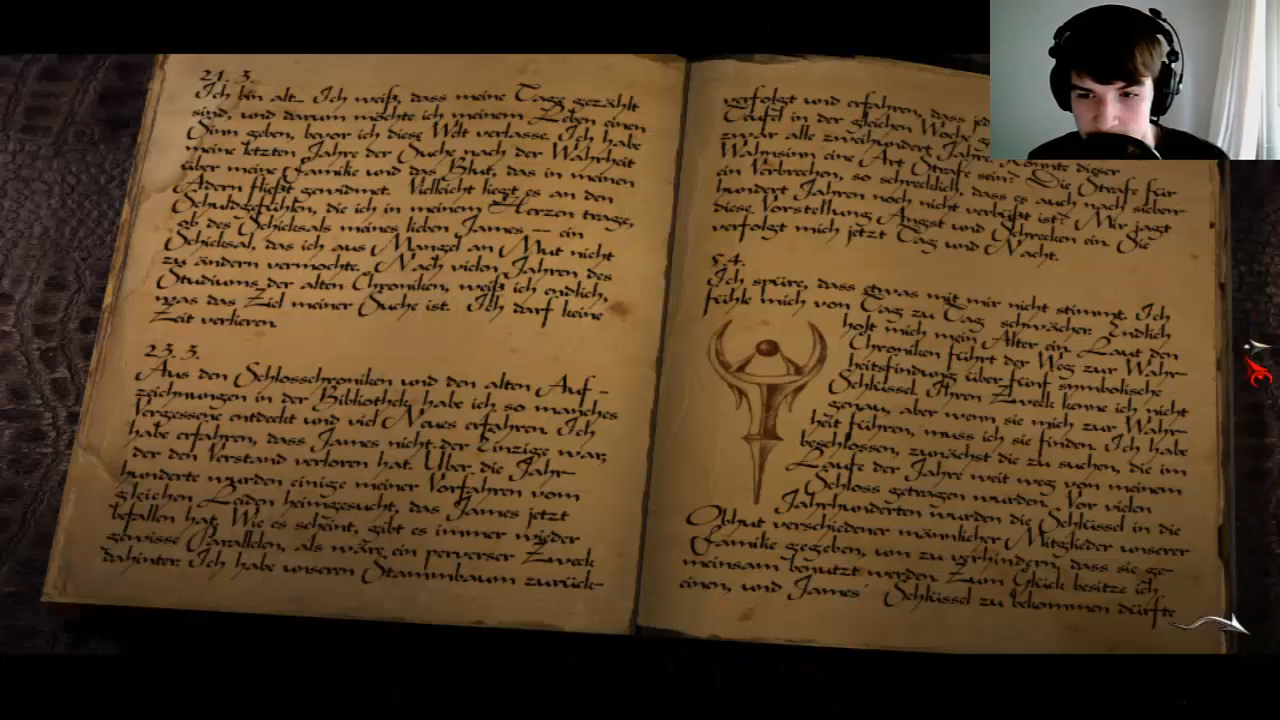 21. 3.
Ich bin alt. Ich weiß, dass meine Tage gezählt
sind, und darum möchte ich meinem Leben einen
Sinn geben, bevor ich diese Welt verlasse. Ich habe
meine letzten Jahre der Suche nach der Wahrheit
über meine Familie und das Blut, das in meinen
Adern fließt gewidmet. Vielleicht liegt es an den
Schuldgefühlen, die ich in meinem Herzen trage,
ob des Schicksals meines lieben James — ein
Schicksal, das ich aus Mangel an Mut nicht
zu ändern vermochte. Nach vielen Jahren des
Studiums der alten Chroniken, weiß ich endlich,
was das Ziel meiner Suche ist. Ich darf keine
Zeit verlieren.
23. 3.
Aus den Schlosschroniken und den alten Auf-
zeichnungen in der Bibliothek, habe ich so manches
Vergessene entdeckt und viel Neues erfahren. Ich
habe erfahren, dass James nicht der Einzige war,
der den Verstand verloren hat. Über die Jahr-
hunderte wurden einige meiner Vorfahren vom
gleichen Leiden heimgesucht, das James jetzt
befallen hat. Wie es scheint, gibt es immer wieder
gewisse Parallelen, als wäre ein perverser Zweck
dahinter. Ich habe unseren Stammbaum zurück-
verfolgt und erfahren, dass
Teufel in der gleichen Woche
zwar alle zweihundert Jahre
Wahnsinn eine Art Strafe sein? Die Strafe für
ein Verbrechen, so schrecklich, dass es auch nach sieben
hundert Jahren noch nicht verbüßt ist? Mir jagt
diese Vorstellung Angst und Schrecken ein. Sie
verfolgt mich jetzt Tag und Nacht.
5. 4.
Ich spüre, dass etwas mit mir nicht stimmt. Ich
fühle mich von Tag zu Tag schwächer. Endlich
holt mich mein Alter ein. Laut den
Chroniken führt der Weg zur Wahr-
heitsfindung über fünf symbolische
Schlüssel. Ihren Zweck kenne ich nicht
genau, aber wenn sie mich zur Wahr
heit führen, muss ich sie finden. Ich habe
beschlossen, zunächst die zu suchen, die im
Laufe der Jahre weit weg von meinem
Schloss getragen wurden. Vor vielen
Jahrhunderten wurden die Schlüssel in die
Obhut verschiedener männlicher Mitglieder unserer
Familie gegeben, um zu verhindern, dass sie ge
meinsam benutzt werden. Zum Glück besitze ich
einen, und James' Schlüssel zu bekommen dürfte